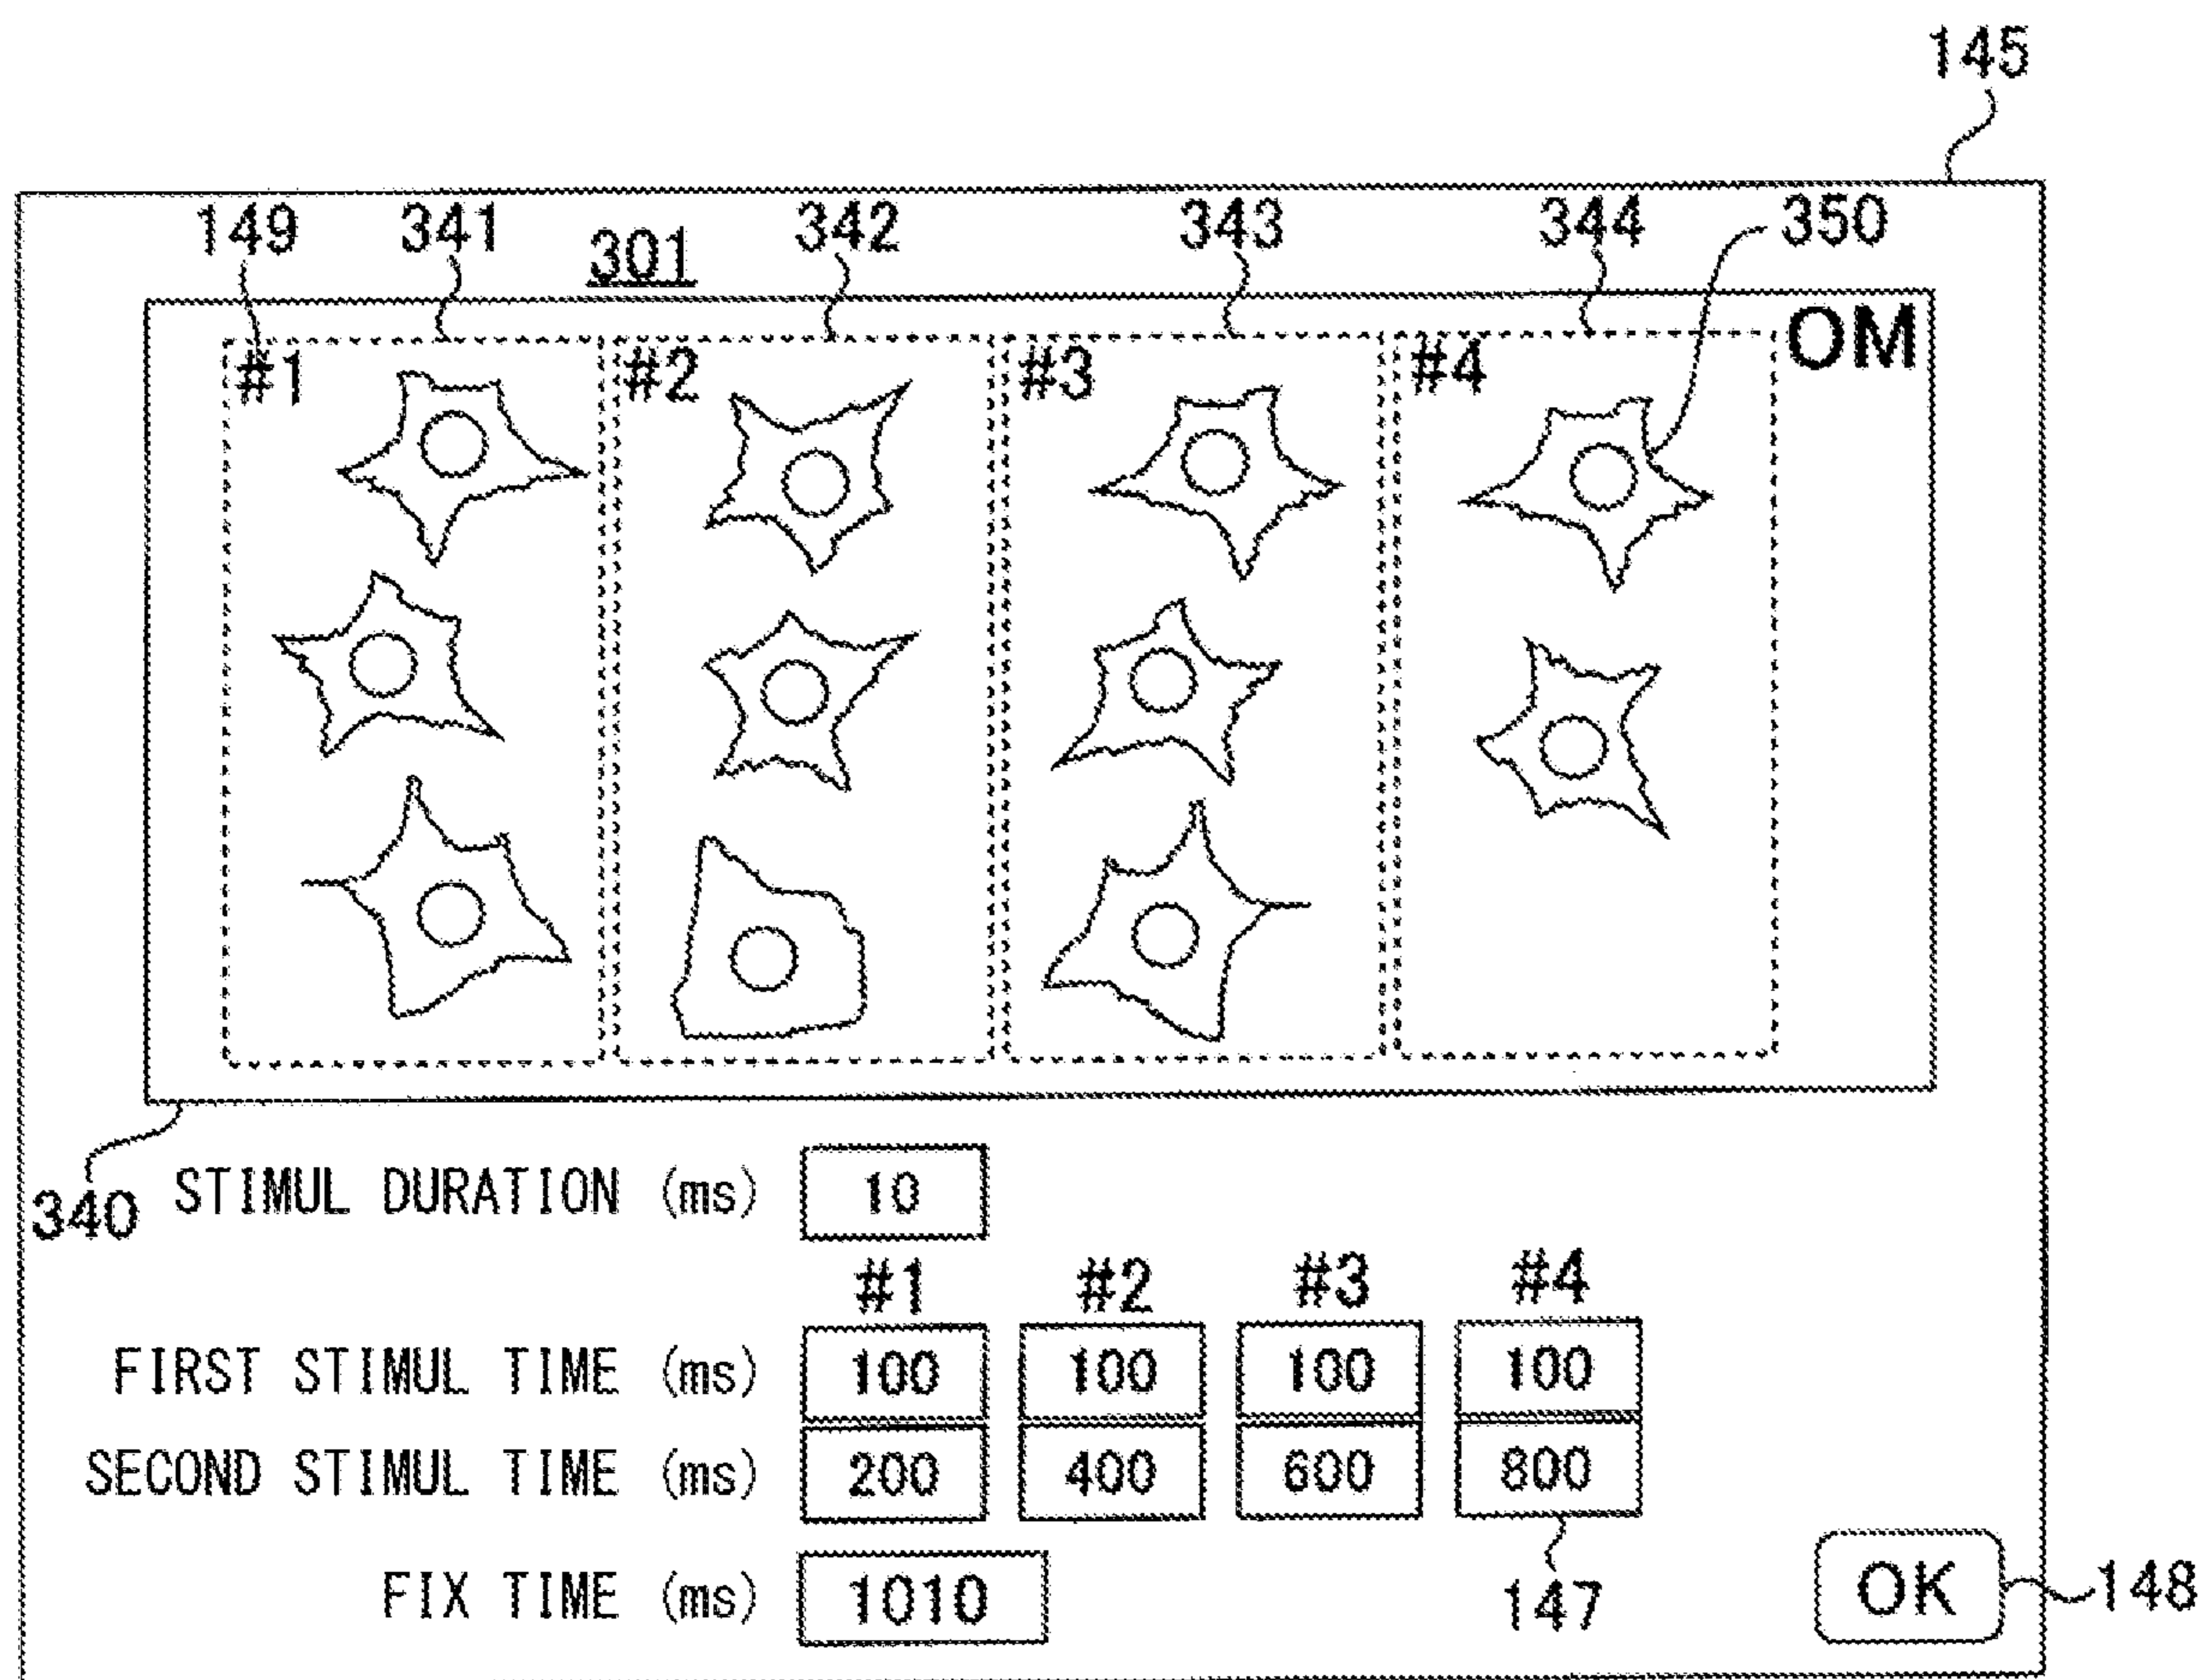 145
149 341 301 342 343 344 350
OM
#1 #2 #3 #4
340
STIMUL DURATION (ms) 10
#1 #2 #3 #4
FIRST STIMUL TIME (ms) 100 100 100 100
SECOND STIMUL TIME (ms) 200 400 600 800
FIX TIME (ms) 1010
147
OK 148